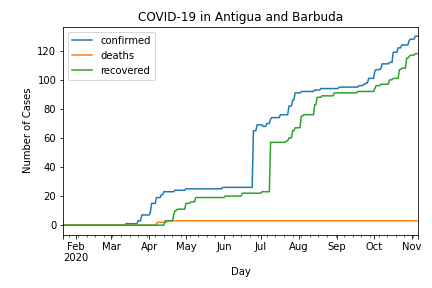 COVID-19 in Antigua and Barbuda
confirmed
deaths
recovered
Number of Cases
120
100
80
60
40
20
0
Feb Mar Apr May Jun Jul Aug Sep Oct Nov
2020
Day